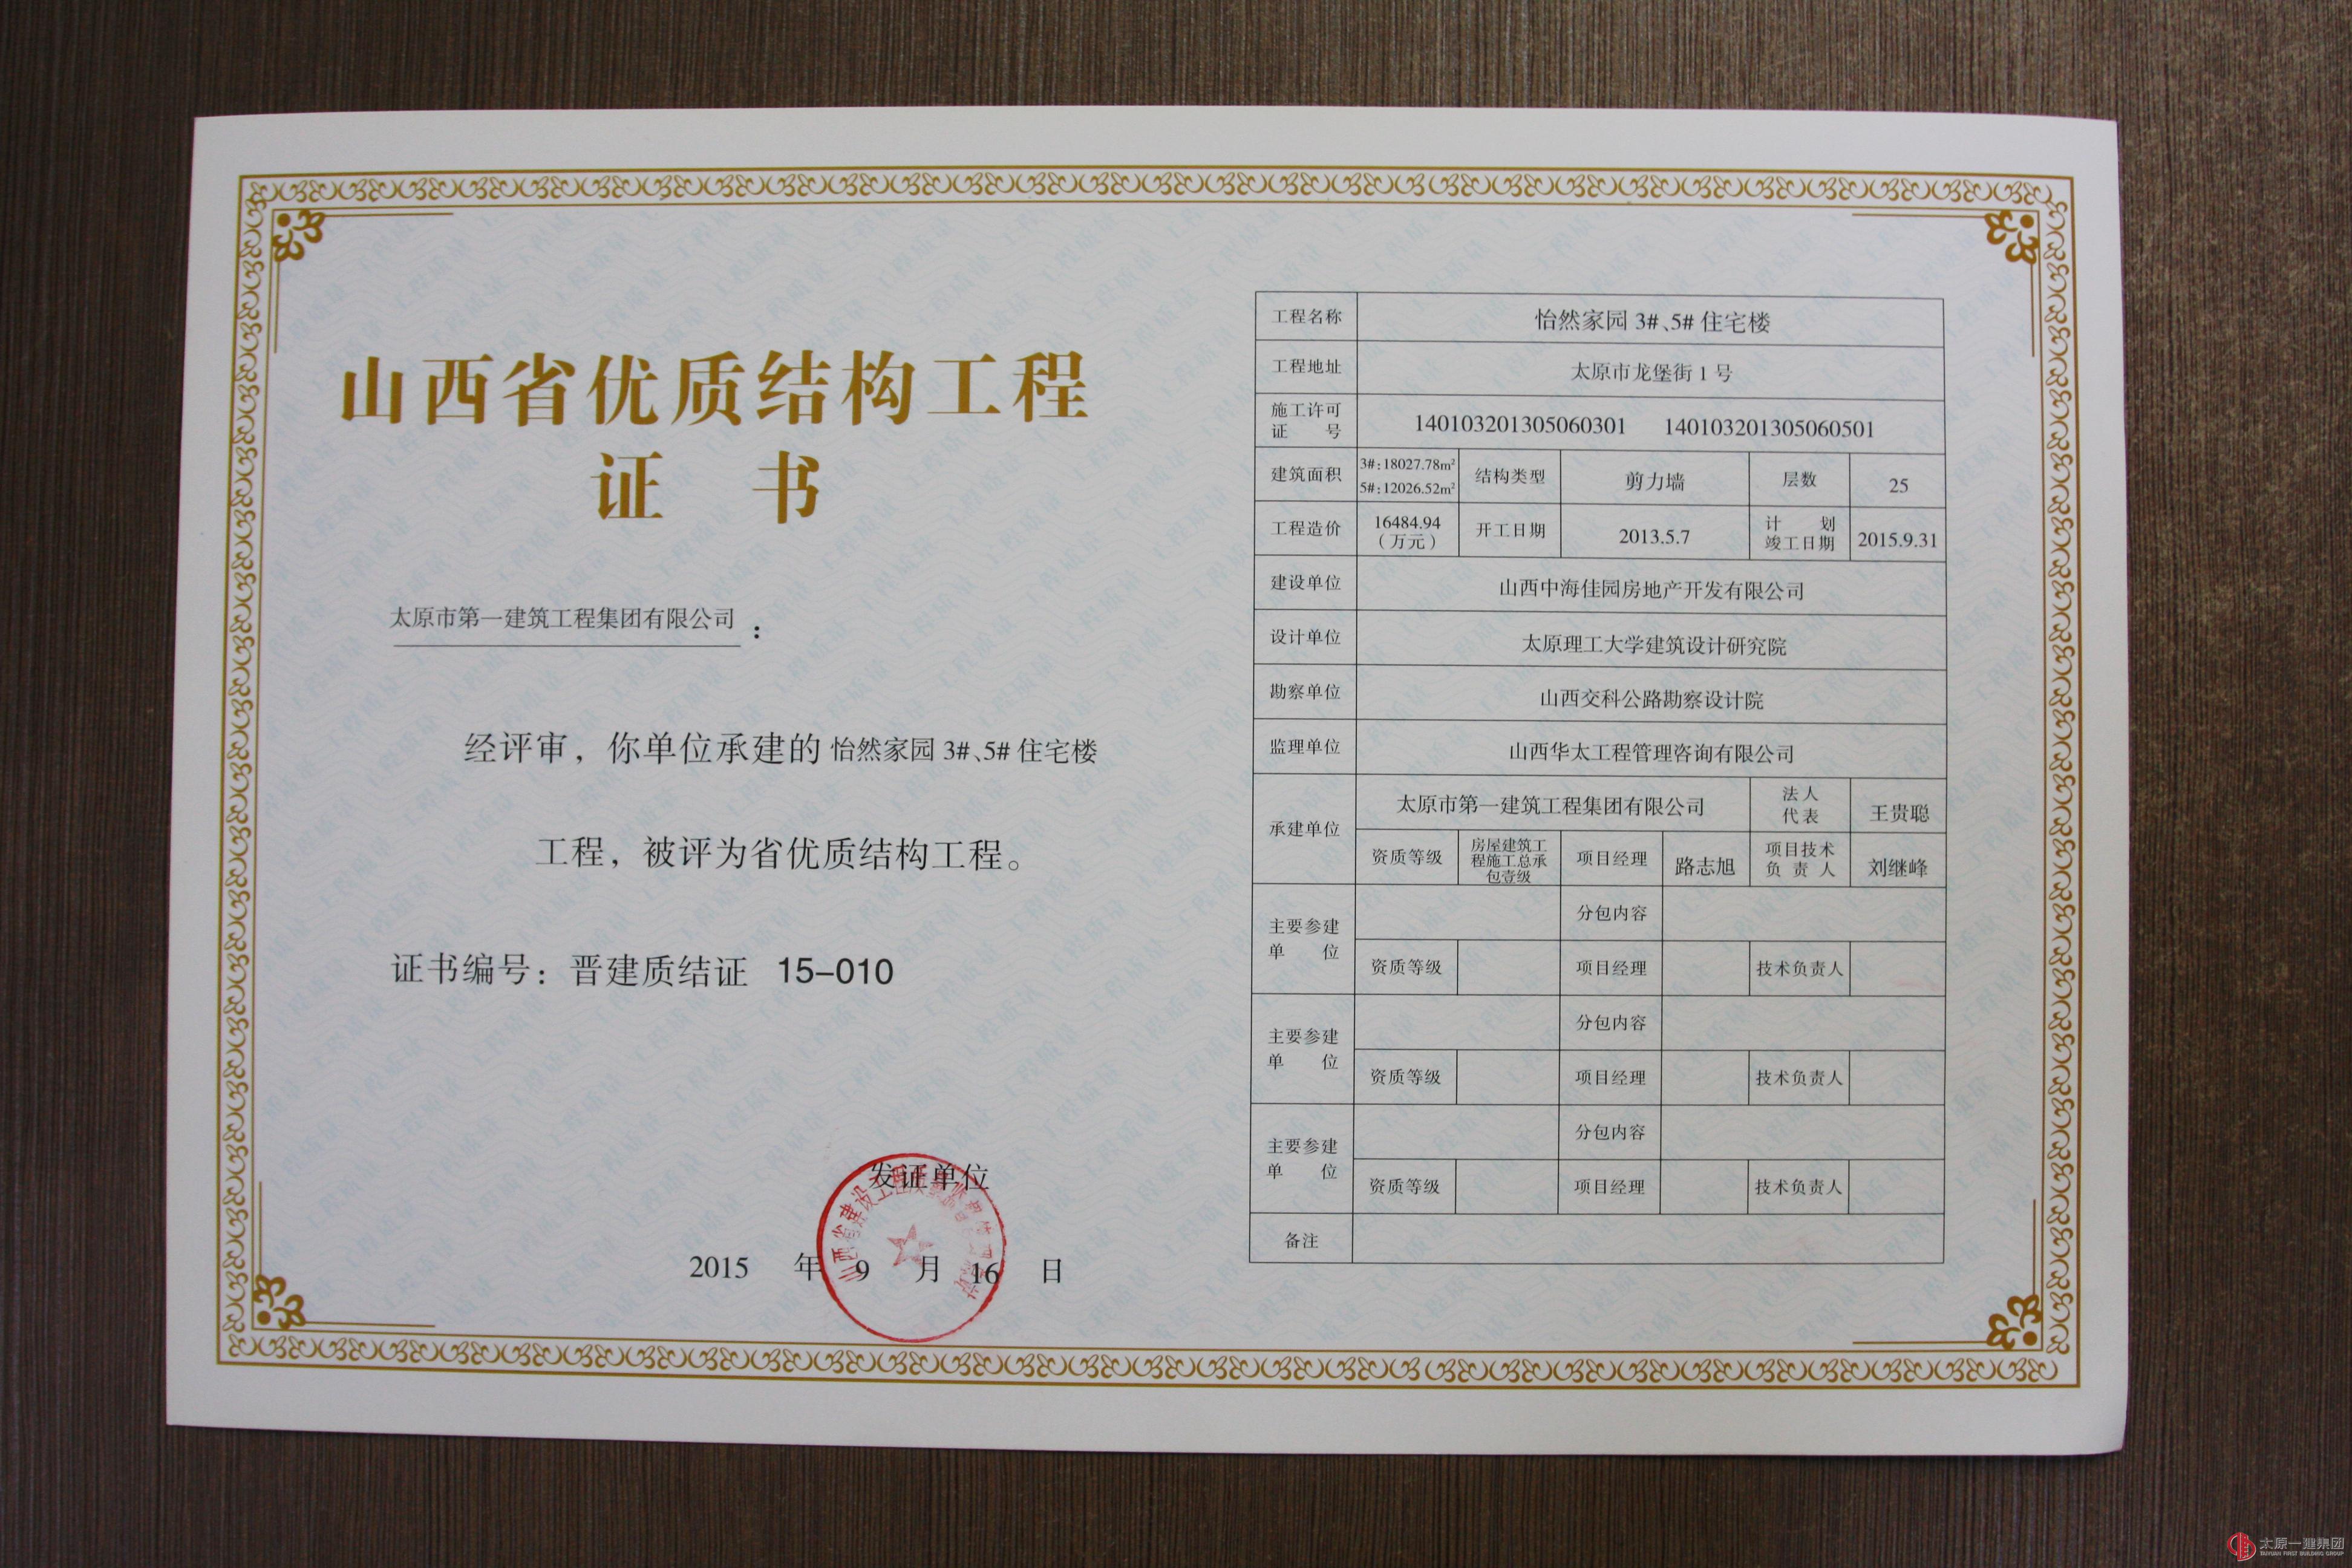 山西省优质结构工程
证 书
太原市第一建筑工程集团有限公司：
经评审，你单位承建的 怡然家园 3#、5# 住宅楼
工程，被评为省优质结构工程。
证书编号：晋建质结证 15-010
发证单位
2015 年 9 月 16 日
工程名称 怡然家园 3#、5# 住宅楼
工程地址 太原市龙堡街 1 号
施工许可
证 号 140103201305060301 140103201305060501
建筑面积 3#:18027.78m² 结构类型 剪力墙 层数 25
5#:12026.52m²
工程造价 16484.94 开工日期 2013.5.7 计 划 2015.9.31
（万元） 竣工日期
建设单位 山西中海佳园房地产开发有限公司
设计单位 太原理工大学建筑设计研究院
勘察单位 山西交科公路勘察设计院
监理单位 山西华太工程管理咨询有限公司
承建单位 太原市第一建筑工程集团有限公司 法人 王贵聪
代表
资质等级 房屋建筑工 项目经理 路志旭 项目技术 刘继峰
程施工总承 负 责 人
包壹级
主要参建 分包内容
单 位 资质等级 项目经理 技术负责人
主要参建 分包内容
单 位 资质等级 项目经理 技术负责人
主要参建 分包内容
单 位 资质等级 项目经理 技术负责人
备注
太原一建集团
TAIYUAN FIRST BUILDING GROUP